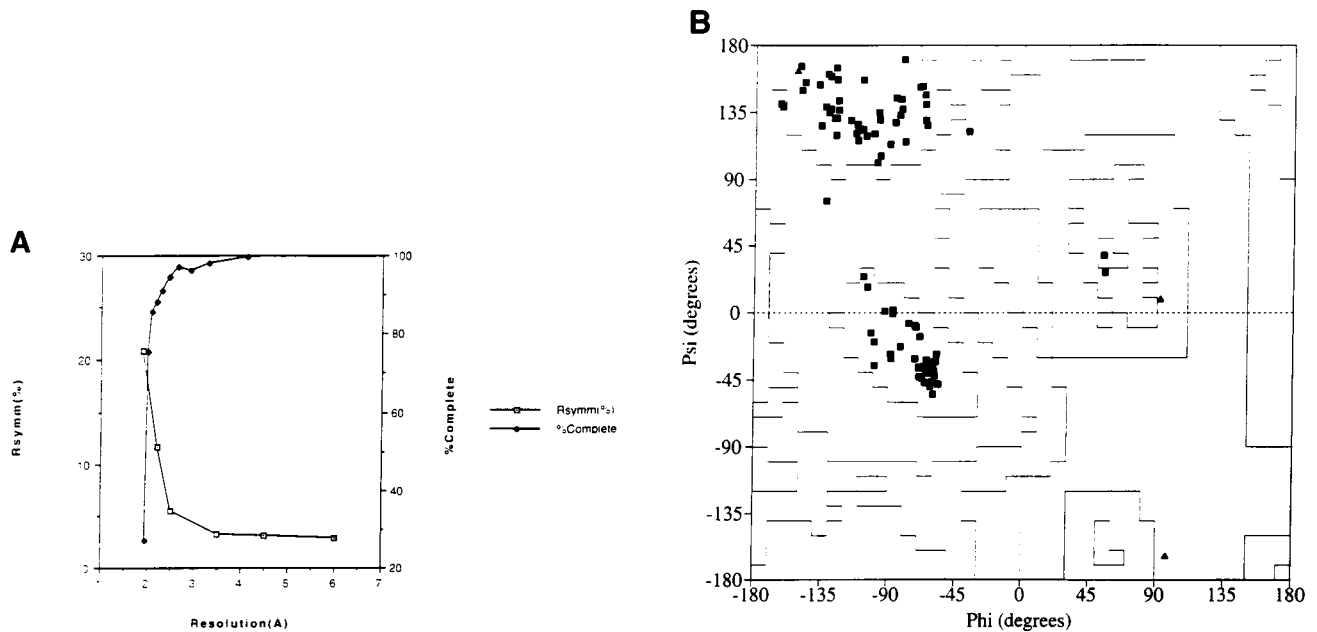 A
30
20
10
0
Rsymm(%)
100
80
60
40
20
%Complete
1 2 3 4 5 6 7
Resolution(A)
Rsymm(%)
%Complete
B
180
135
90
45
0
-45
-90
-135
-180
Psi (degrees)
-180 -135 -90 -45 0 45 90 135 180
Phi (degrees)